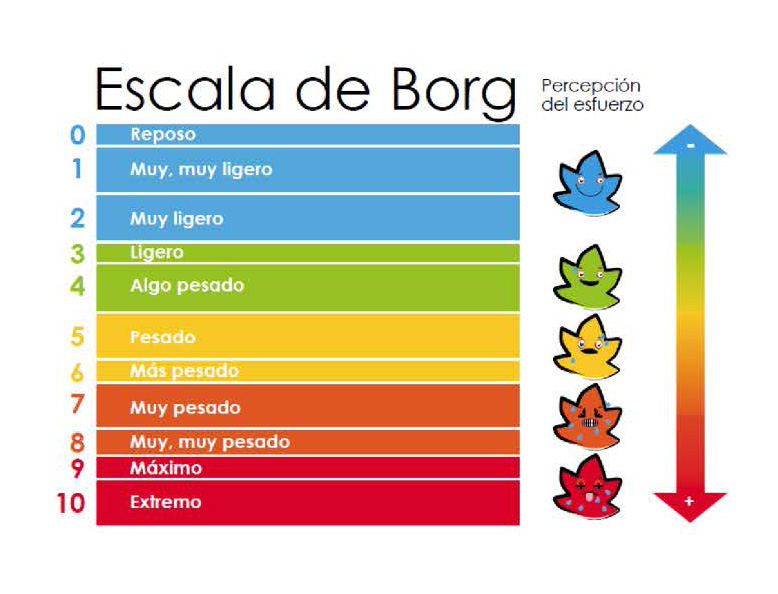 Escala de Borg
Percepción
del esfuerzo
0 Reposo
1 Muy, muy ligero
2 Muy ligero
3 Ligero
4 Algo pesado
5 Pesado
6 Más pesado
7 Muy pesado
8 Muy, muy pesado
9 Máximo
10 Extremo
-
+